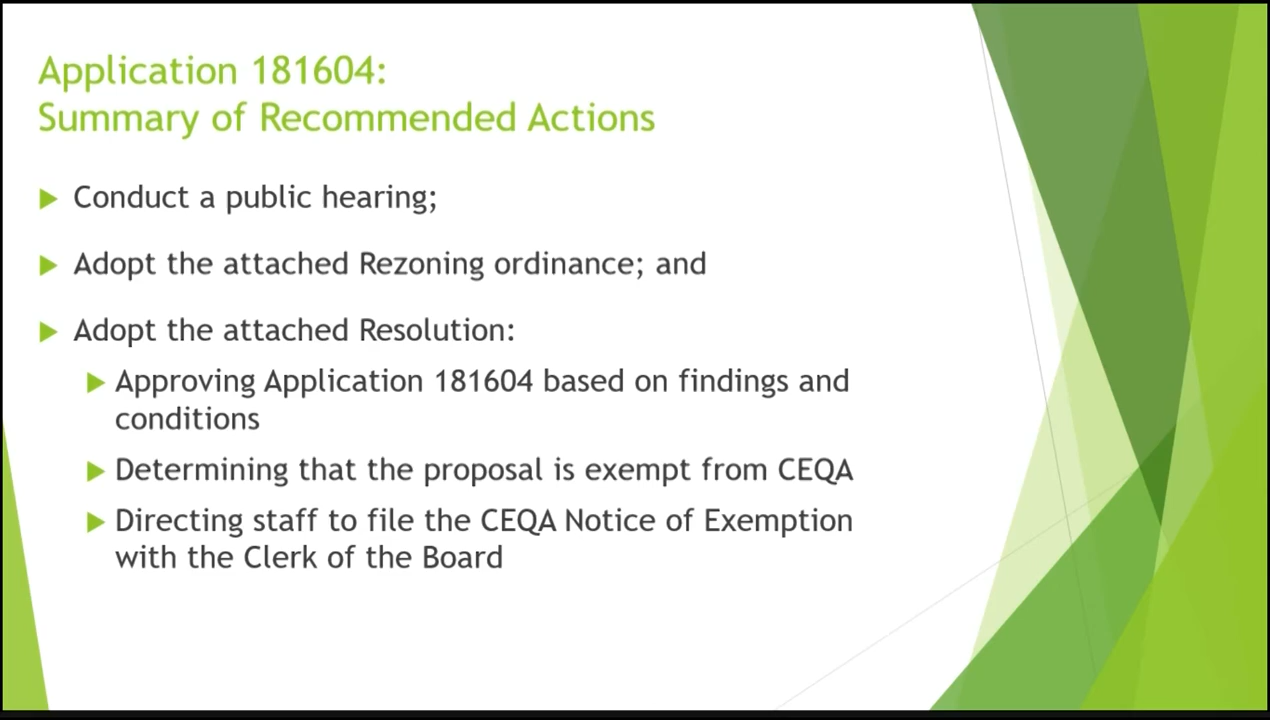 Application 181604:
Summary of Recommended Actions
Conduct a public hearing;
Adopt the attached Rezoning ordinance; and
Adopt the attached Resolution:
Approving Application 181604 based on findings and
conditions
Determining that the proposal is exempt from CEQA
Directing staff to file the CEQA Notice of Exemption
with the Clerk of the Board